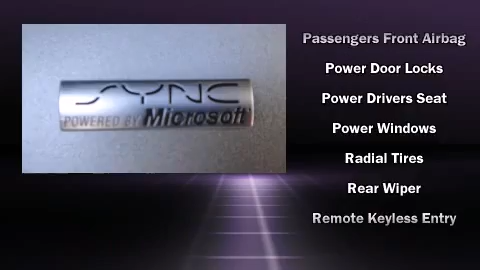 SYNC
POWERED BY Microsoft
Passengers Front Airbag
Power Door Locks
Power Drivers Seat
Power Windows
Radial Tires
Rear Wiper
Remote Keyless Entry